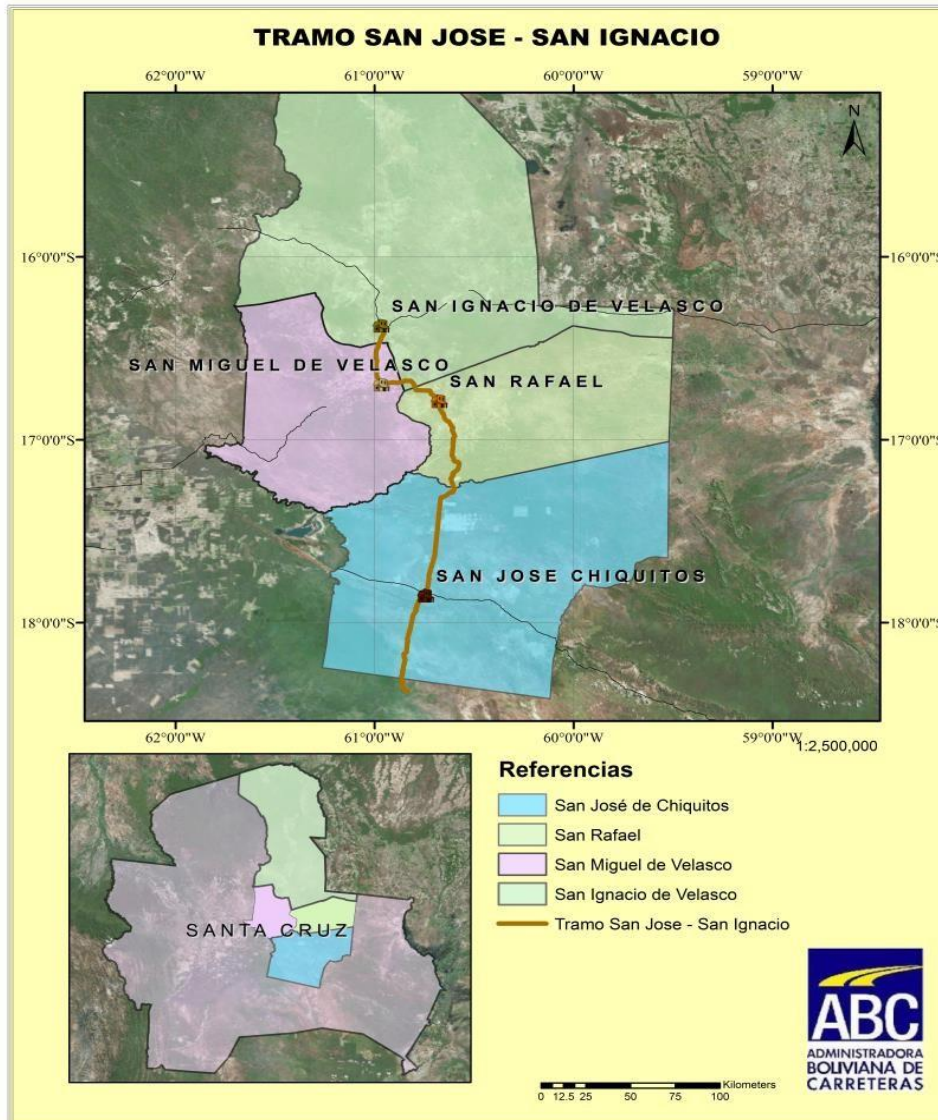 TRAMO SAN JOSE - SAN IGNACIO
62°0'0"W 61°0'0"W 60°0'0"W 59°0'0"W
N
16°0'0"S 16°0'0"S
SAN IGNACIO DE VELASCO
SAN MIGUEL DE VELASCO
SAN RAFAEL
17°0'0"S 17°0'0"S
SAN JOSE CHIQUITOS
18°0'0"S 18°0'0"S
62°0'0"W 61°0'0"W 60°0'0"W 59°0'0"W
1:2,500,000
Referencias
San José de Chiquitos
San Rafael
San Miguel de Velasco
San Ignacio de Velasco
Tramo San Jose - San Ignacio
SANTA CRUZ
ABC
ADMINISTRADORA
BOLIVIANA DE
CARRETERAS
Kilometers
0 12.5 25 50 75 100